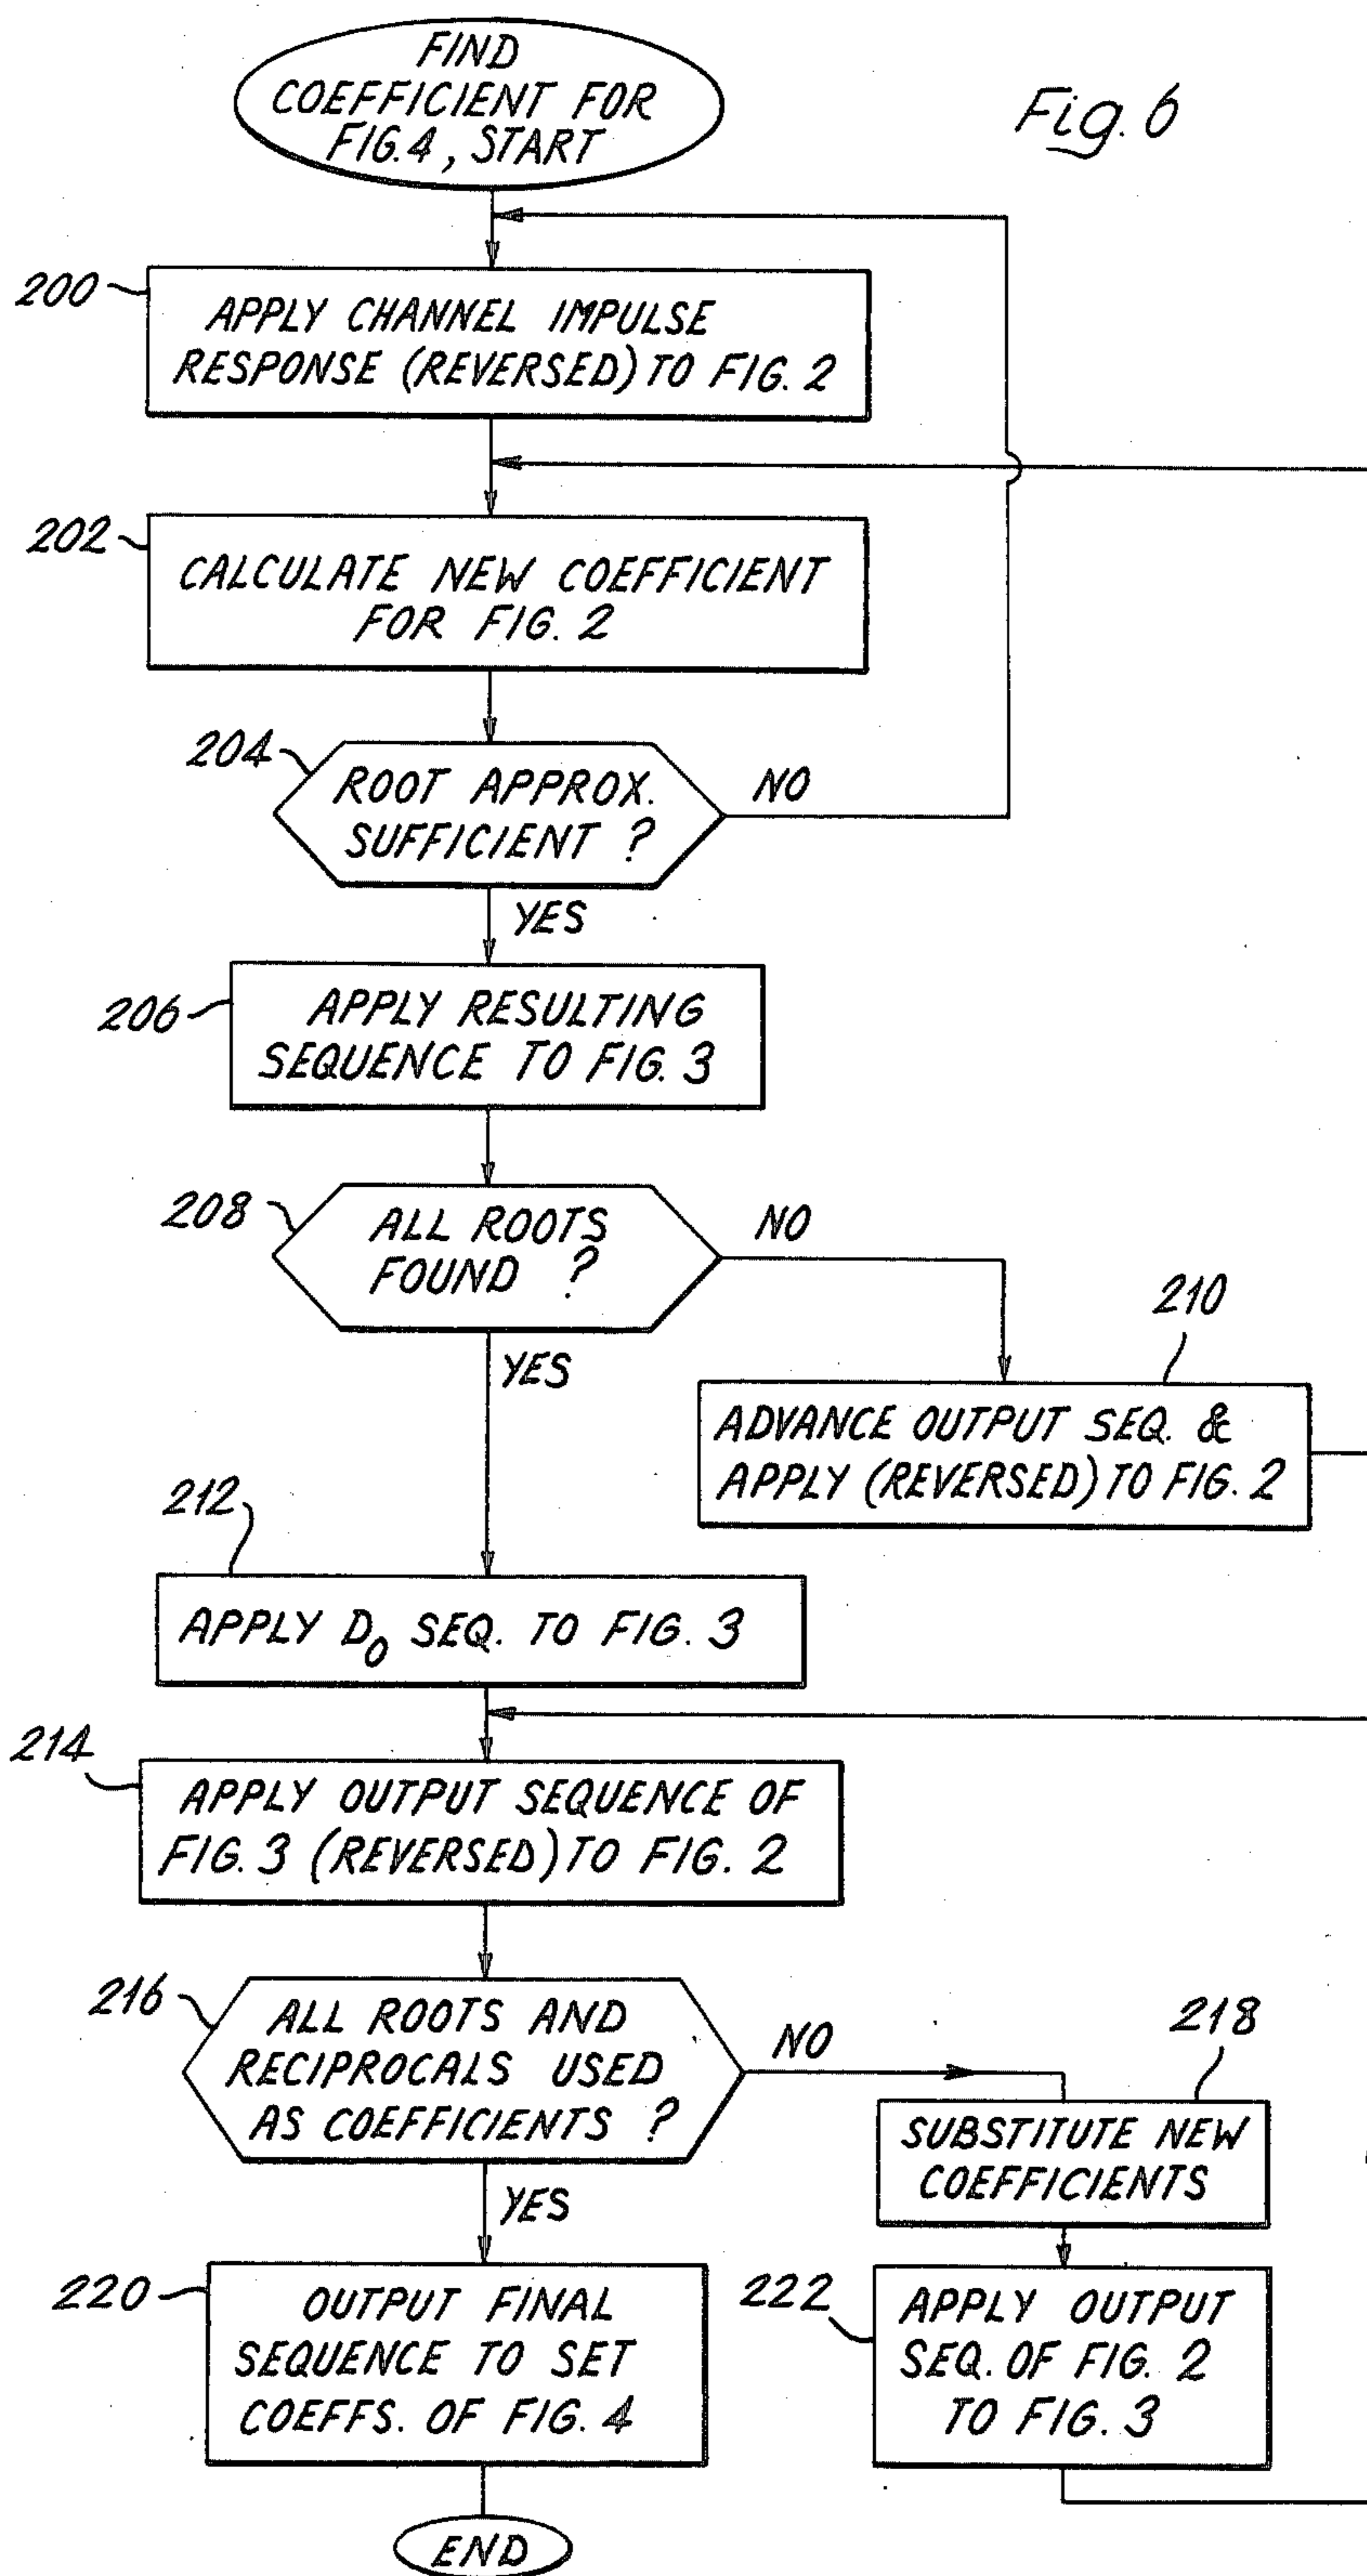 FIND
COEFFICIENT FOR
FIG.4, START
Fig. 6
200
APPLY CHANNEL IMPULSE
RESPONSE (REVERSED) TO FIG. 2
202
CALCULATE NEW COEFFICIENT
FOR FIG. 2
204
ROOT APPROX.
SUFFICIENT ?
NO
YES
206
APPLY RESULTING
SEQUENCE TO FIG. 3
208
ALL ROOTS
FOUND ?
NO
YES
210
ADVANCE OUTPUT SEQ. &
APPLY (REVERSED) TO FIG. 2
212
APPLY D₀ SEQ. TO FIG. 3
214
APPLY OUTPUT SEQUENCE OF
FIG. 3 (REVERSED) TO FIG. 2
216
ALL ROOTS AND
RECIPROCALS USED
AS COEFFICIENTS ?
NO
YES
218
SUBSTITUTE NEW
COEFFICIENTS
220
OUTPUT FINAL
SEQUENCE TO SET
COEFFS. OF FIG. 4
222
APPLY OUTPUT
SEQ. OF FIG. 2
TO FIG. 3
END